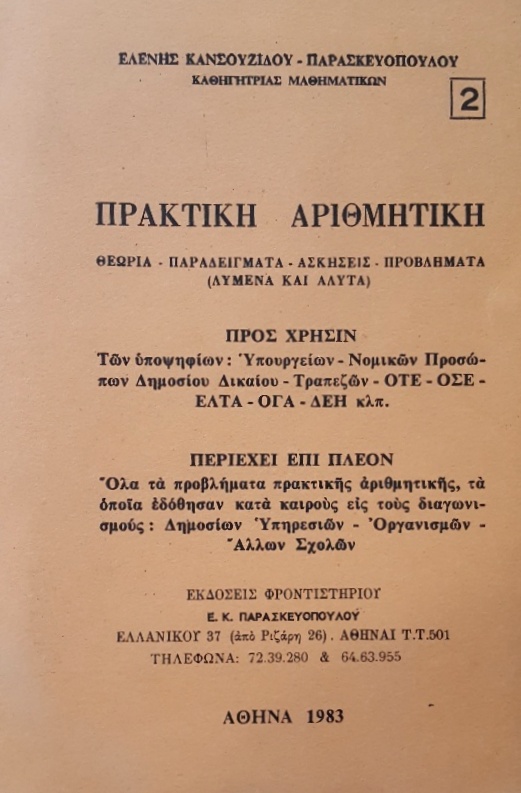 ΕΛΕΝΗΣ ΚΑΝΣΟΥΖΙΔΟΥ - ΠΑΡΑΣΚΕΥΟΠΟΥΛΟΥ
ΚΑΘΗΓΗΤΡΙΑΣ ΜΑΘΗΜΑΤΙΚΩΝ
2
ΠΡΑΚΤΙΚΗ ΑΡΙΘΜΗΤΙΚΗ
ΘΕΩΡΙΑ - ΠΑΡΑΔΕΙΓΜΑΤΑ - ΑΣΚΗΣΕΙΣ - ΠΡΟΒΛΗΜΑΤΑ
(ΛΥΜΕΝΑ ΚΑΙ ΑΛΥΤΑ)
ΠΡΟΣ ΧΡΗΣΙΝ
Τῶν ὑποψηφίων: Ὑπουργείων - Νομικῶν Προσώ-
πων Δημοσίου Δικαίου - Τραπεζῶν - ΟΤΕ - ΟΣΕ -
ΕΛΤΑ - ΟΓΑ - ΔΕΗ κλπ.
ΠΕΡΙΕΧΕΙ ΕΠΙ ΠΛΕΟΝ
Ὅλα τὰ προβλήματα πρακτικῆς ἀριθμητικῆς, τὰ
ὁποῖα ἐδόθησαν κατὰ καιροὺς εἰς τοὺς διαγωνι-
σμούς: Δημοσίων Ὑπηρεσιῶν - Ὀργανισμῶν -
Ἄλλων Σχολῶν
ΕΚΔΟΣΕΙΣ ΦΡΟΝΤΙΣΤΗΡΙΟΥ
Ε. Κ. ΠΑΡΑΣΚΕΥΟΠΟΥΛΟΥ
ΕΛΛΑΝΙΚΟΥ 37 (ἀπὸ Ριζάρη 26). ΑΘΗΝΑΙ Τ.Τ.501
ΤΗΛΕΦΩΝΑ: 72.39.280 & 64.63.955
ΑΘΗΝΑ 1983